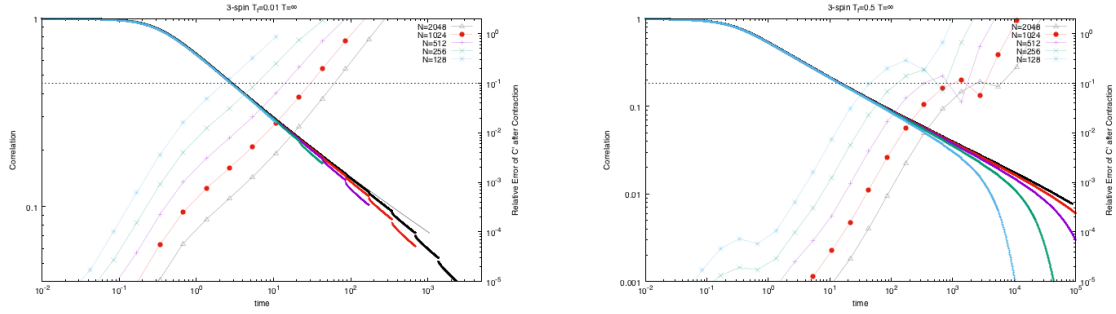 3-spin T_f=0.01 T=∞
Correlation
1
0.1
10^-2
10^-1
10^0
10^1
10^2
10^3
time
10^0
10^-1
10^-2
10^-3
10^-4
10^-5
Relative Error of C' after Contraction
N=2048
N=1024
N=512
N=256
N=128
3-spin T_f=0.5 T=∞
Correlation
1
0.1
0.01
0.001
10^-2
10^-1
10^0
10^1
10^2
10^3
10^4
10^5
time
10^0
10^-1
10^-2
10^-3
10^-4
10^-5
Relative Error of C' after Contraction
N=2048
N=1024
N=512
N=256
N=128